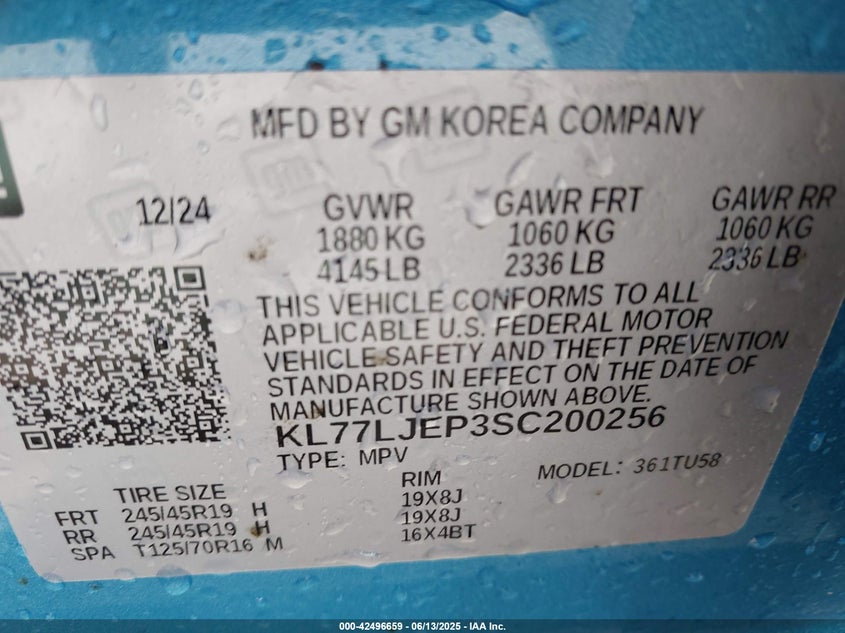 MFD BY GM KOREA COMPANY
12/24 GVWR GAWR FRT GAWR RR
1880 KG 1060 KG 1060 KG
4145 LB 2336 LB 2336 LB
THIS VEHICLE CONFORMS TO ALL
APPLICABLE U.S. FEDERAL MOTOR
VEHICLE SAFETY AND THEFT PREVENTION
STANDARDS IN EFFECT ON THE DATE OF
MANUFACTURE SHOWN ABOVE.
KL77LJEP3SC200256
TYPE: MPV MODEL: 361TU58
TIRE SIZE RIM
FRT 245/45R19 H 19X8J
RR 245/45R19 H 19X8J
SPA T125/70R16 M 16X4BT
000-42496659 - 06/13/2025 - IAA Inc.